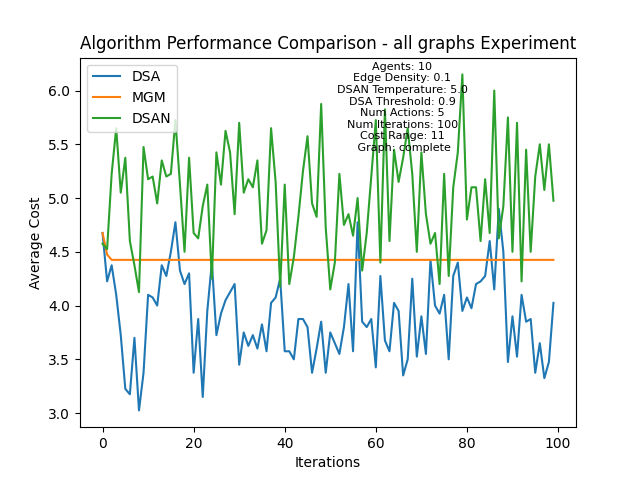 Algorithm Performance Comparison - all graphs Experiment
DSA
MGM
DSAN
Agents: 10
Edge Density: 0.1
DSAN Temperature: 5.0
DSA Threshold: 0.9
Num Actions: 5
Num Iterations: 100
Cost Range: 11
Graph: complete
Average Cost
6.0
5.5
5.0
4.5
4.0
3.5
3.0
0
20
40
60
80
100
Iterations